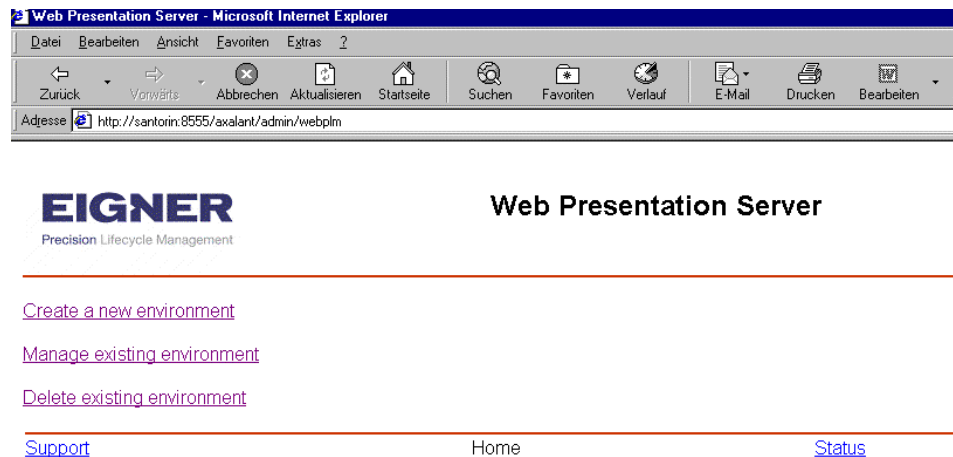 Web Presentation Server - Microsoft Internet Explorer
Datei Bearbeiten Ansicht Favoriten Extras ?
Zurück Vorwärts Abbrechen Aktualisieren Startseite Suchen Favoriten Verlauf E-Mail Drucken Bearbeiten
Adresse http://santorin:8555/axalant/admin/webplm
EIGNER
Precision Lifecycle Management
Web Presentation Server
Create a new environment
Manage existing environment
Delete existing environment
Support Home Status